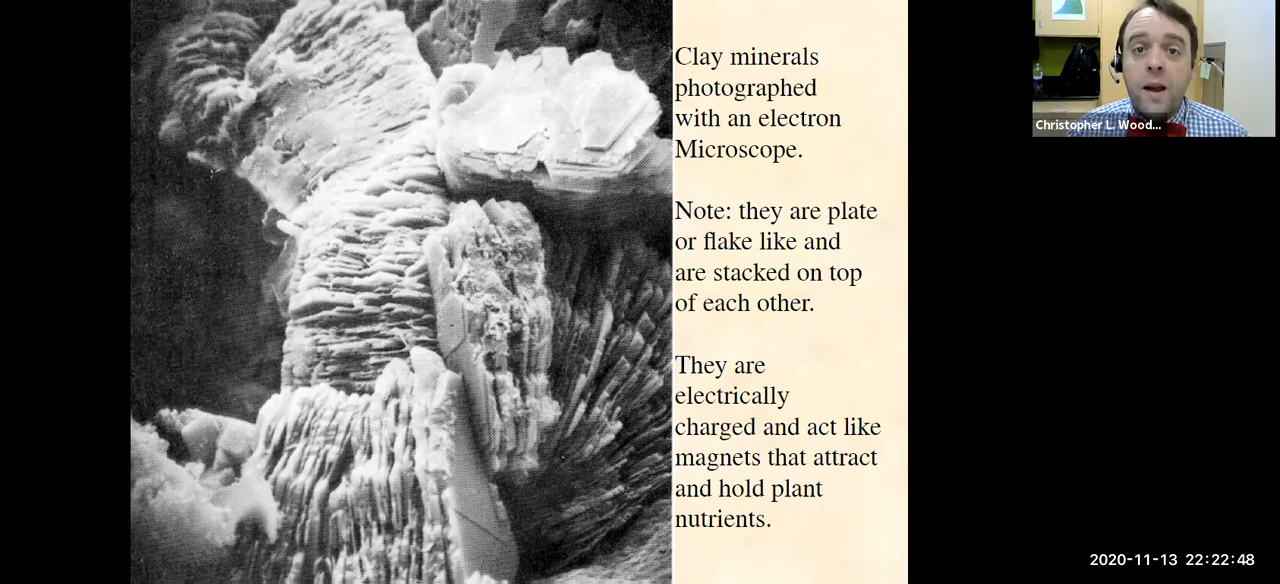 Clay minerals
photographed
with an electron
Microscope.
Note: they are plate
or flake like and
are stacked on top
of each other.
They are
electrically
charged and act like
magnets that attract
and hold plant
nutrients.
Christopher L. Wood...
2020-11-13 22:22:48